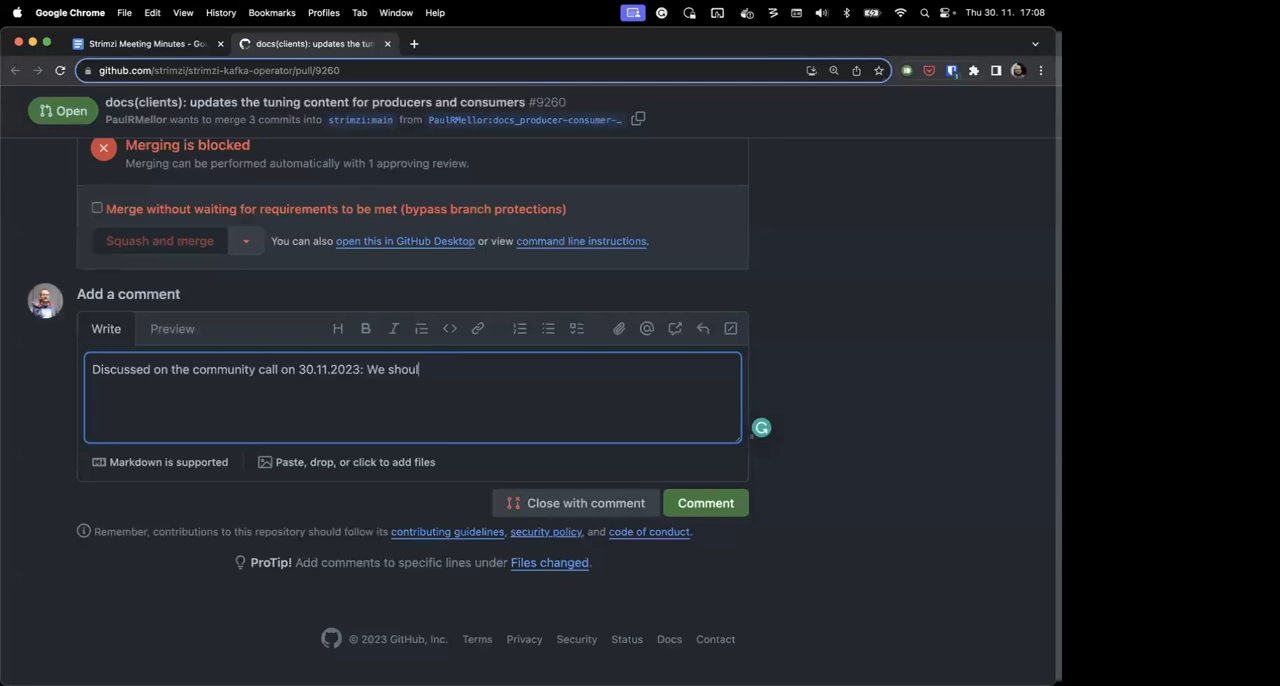 Google Chrome File Edit View History Bookmarks Profiles Tab Window Help Thu 30. 11. 17:08
Strimzi Meeting Minutes - Go docs(clients): updates the tun
github.com/strimzi/strimzi-kafka-operator/pull/9260
Open
docs(clients): updates the tuning content for producers and consumers #9260
PaulRMellor wants to merge 3 commits into strimzi:main from PaulRMellor:docs_producer-consumer-…
Merging is blocked
Merging can be performed automatically with 1 approving review.
Merge without waiting for requirements to be met (bypass branch protections)
Squash and merge You can also open this in GitHub Desktop or view command line instructions.
Add a comment
Write Preview
Discussed on the community call on 30.11.2023: We shoul
Markdown is supported Paste, drop, or click to add files
Close with comment Comment
Remember, contributions to this repository should follow its contributing guidelines, security policy, and code of conduct.
ProTip! Add comments to specific lines under Files changed.
© 2023 GitHub, Inc. Terms Privacy Security Status Docs Contact